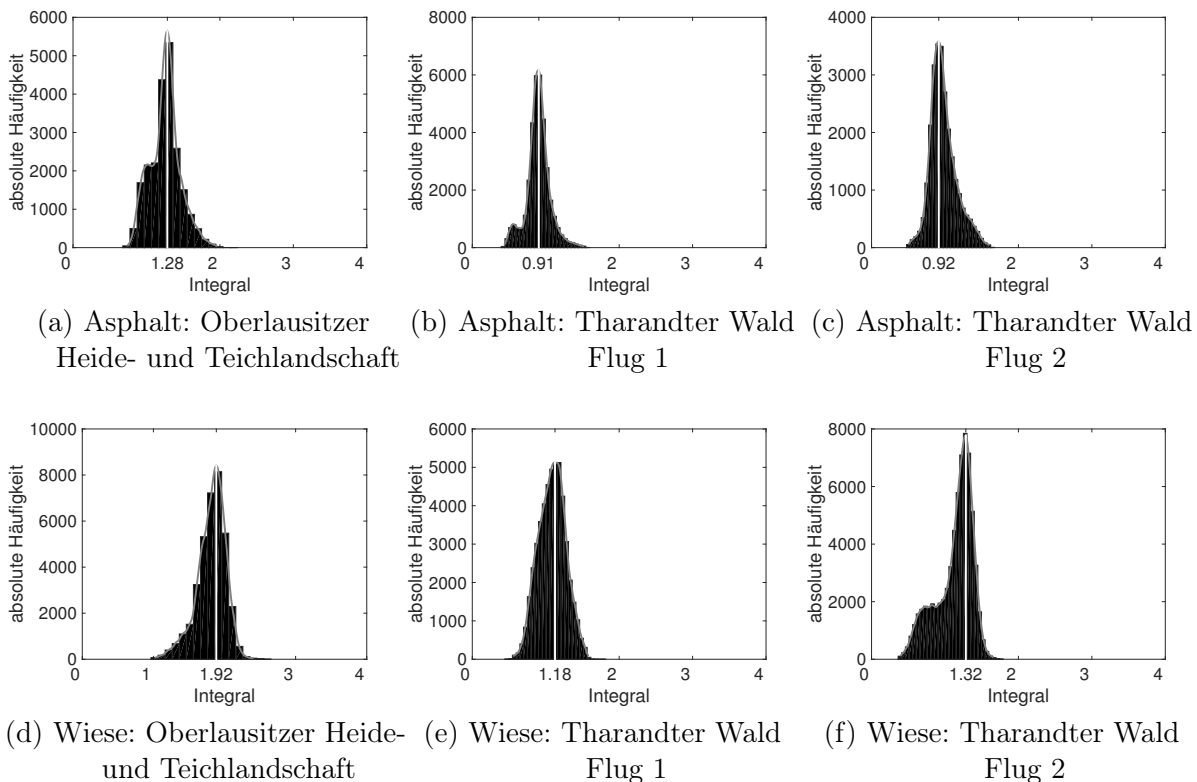 absolute Häufigkeit
6000
5000
4000
3000
2000
1000
0
0 1.28 2 3 4
Integral
(a) Asphalt: Oberlausitzer
Heide- und Teichlandschaft
absolute Häufigkeit
8000
6000
4000
2000
0
0 0.91 2 3 4
Integral
(b) Asphalt: Tharandter Wald
Flug 1
absolute Häufigkeit
4000
3000
2000
1000
0
0 0.92 2 3 4
Integral
(c) Asphalt: Tharandter Wald
Flug 2
absolute Häufigkeit
10000
8000
6000
4000
2000
0
0 1 1.92 3 4
Integral
(d) Wiese: Oberlausitzer Heide-
und Teichlandschaft
absolute Häufigkeit
6000
5000
4000
3000
2000
1000
0
0 1.18 2 3 4
Integral
(e) Wiese: Tharandter Wald
Flug 1
absolute Häufigkeit
8000
6000
4000
2000
0
0 1.32 2 3 4
Integral
(f) Wiese: Tharandter Wald
Flug 2